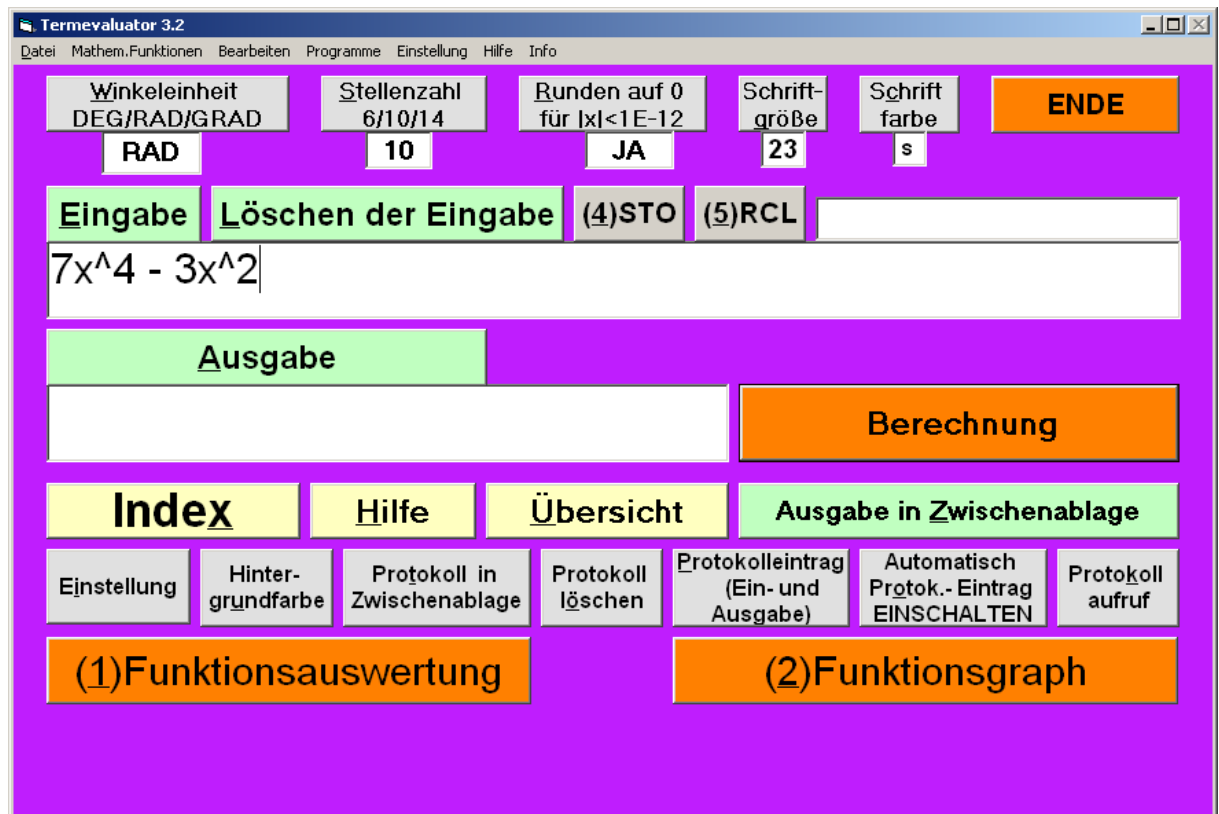 Termevaluator 3.2
Datei Mathem.Funktionen Bearbeiten Programme Einstellung Hilfe Info
Winkeleinheit
DEG/RAD/GRAD
RAD
Stellenzahl
6/10/14
10
Runden auf 0
für |x|<1E-12
JA
Schrift-
größe
23
Schrift
farbe
s
ENDE
Eingabe
Löschen der Eingabe
(4)STO
(5)RCL
7x^4 - 3x^2
Ausgabe
Berechnung
Index
Hilfe
Übersicht
Ausgabe in Zwischenablage
Einstellung
Hinter-
grundfarbe
Protokoll in
Zwischenablage
Protokoll
löschen
Protokolleintrag
(Ein- und
Ausgabe)
Automatisch
Protok.- Eintrag
EINSCHALTEN
Protokoll
aufruf
(1)Funktionsauswertung
(2)Funktionsgraph